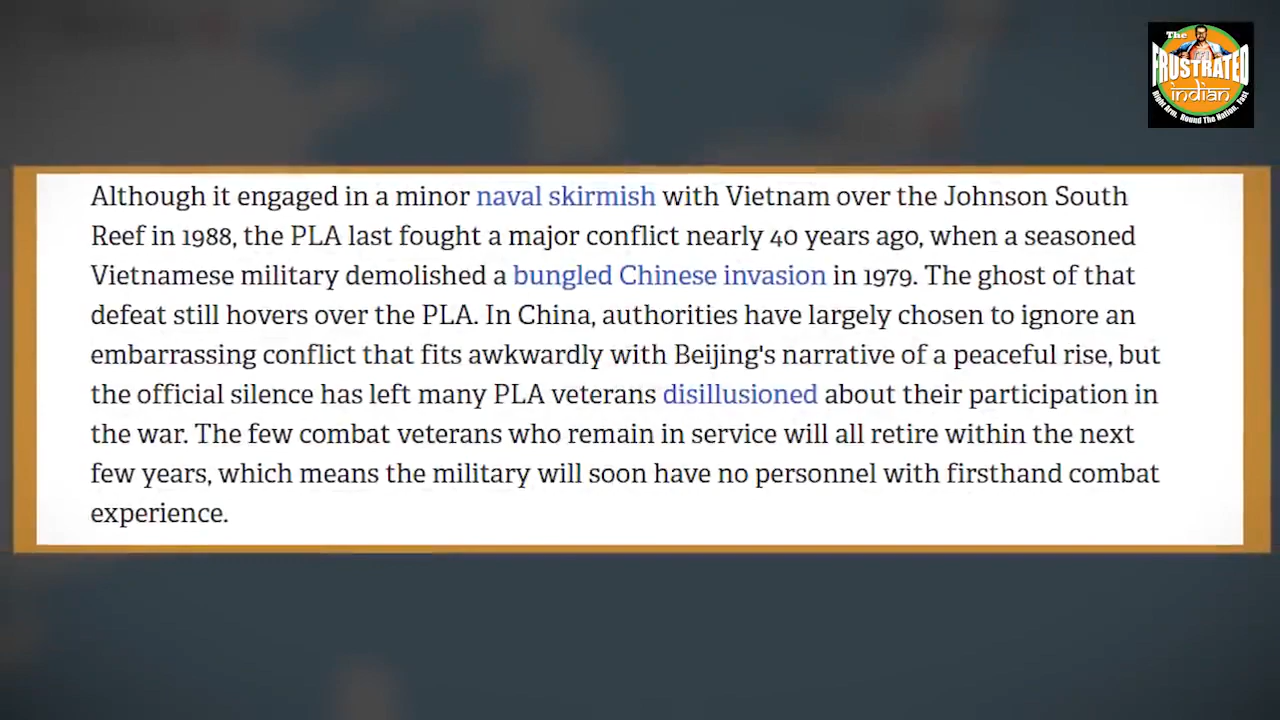 The
FRUSTRATED
indian
Right Arm, Round The Nation, Fast
Although it engaged in a minor naval skirmish with Vietnam over the Johnson South
Reef in 1988, the PLA last fought a major conflict nearly 40 years ago, when a seasoned
Vietnamese military demolished a bungled Chinese invasion in 1979. The ghost of that
defeat still hovers over the PLA. In China, authorities have largely chosen to ignore an
embarrassing conflict that fits awkwardly with Beijing's narrative of a peaceful rise, but
the official silence has left many PLA veterans disillusioned about their participation in
the war. The few combat veterans who remain in service will all retire within the next
few years, which means the military will soon have no personnel with firsthand combat
experience.